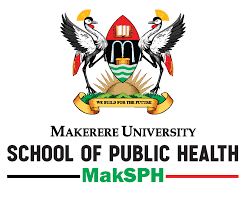 WE BUILD FOR THE FUTURE
MAKERERE UNIVERSITY
SCHOOL OF PUBLIC HEALTH
MakSPH